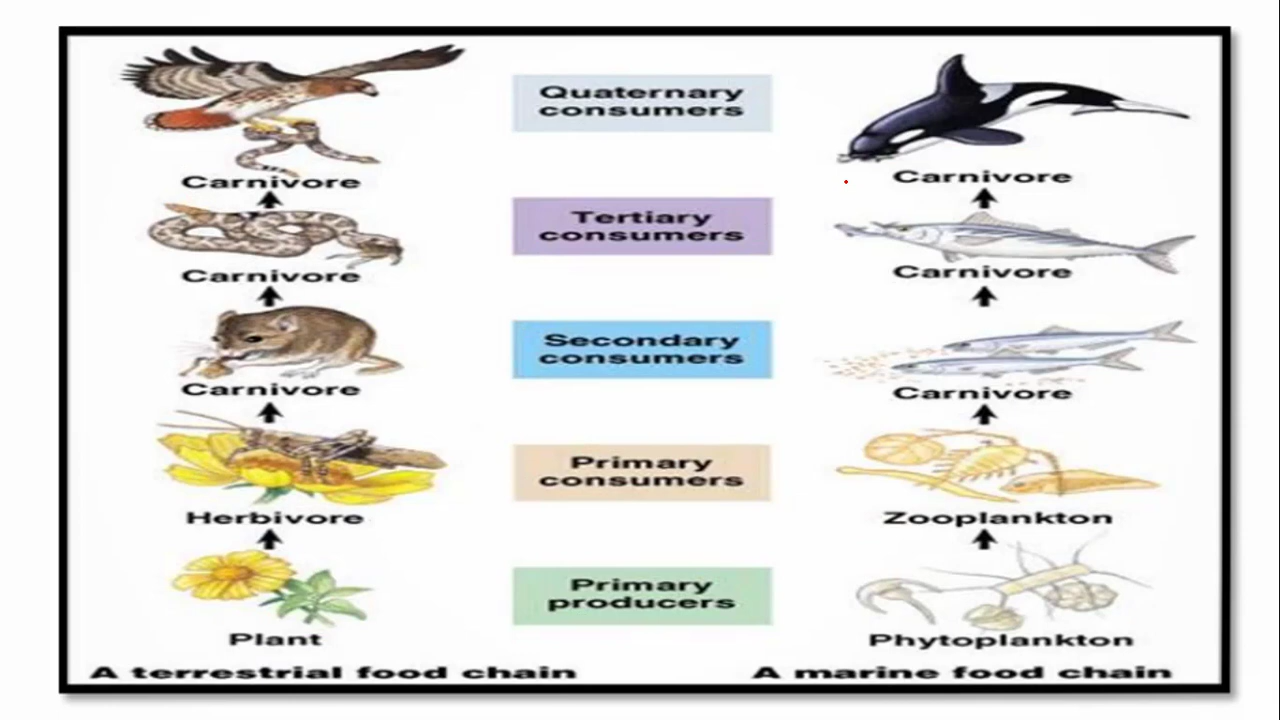 Quaternary
consumers
Carnivore
Carnivore
Tertiary
consumers
Carnivore
Carnivore
Secondary
consumers
Carnivore
Carnivore
Primary
consumers
Herbivore
Zooplankton
Primary
producers
Plant
Phytoplankton
A terrestrial food chain
A marine food chain